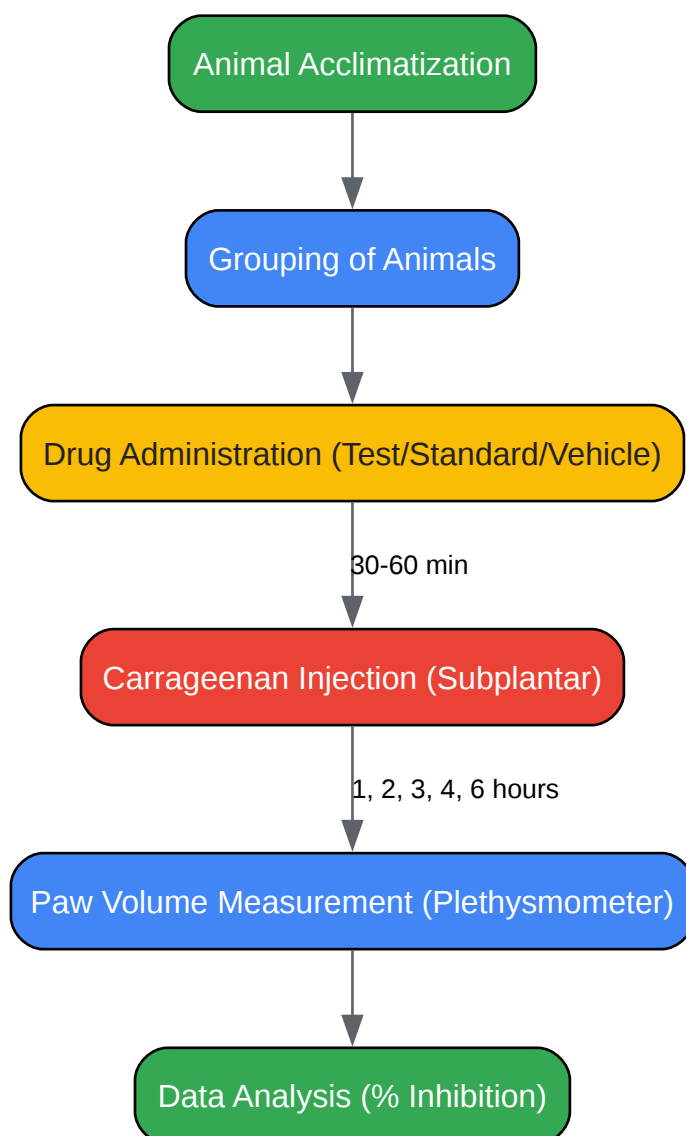 Animal Acclimatization
Grouping of Animals
Drug Administration (Test/Standard/Vehicle)
30-60 min
Carrageenan Injection (Subplantar)
1, 2, 3, 4, 6 hours
Paw Volume Measurement (Plethysmometer)
Data Analysis (% Inhibition)